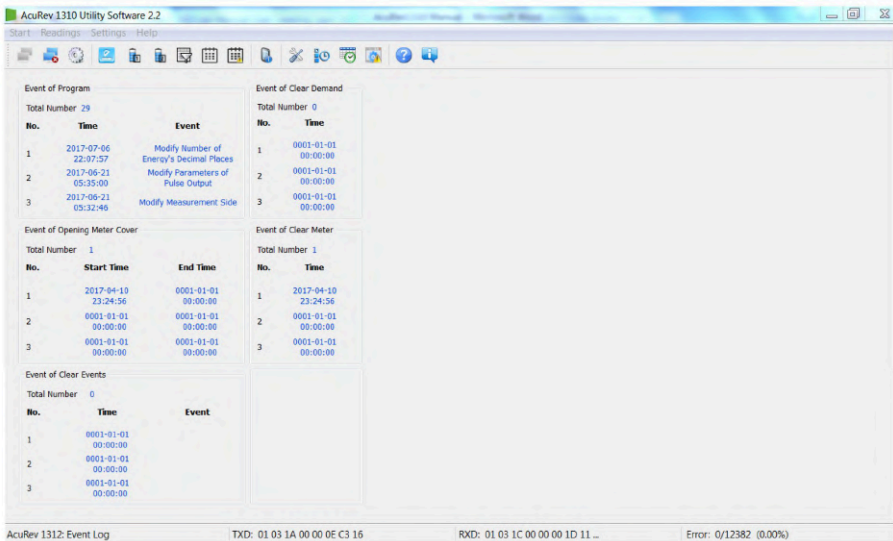 AcuRev 1310 Utility Software 2.2
Start Readings Settings Help
Event of Program
Total Number 29
No. Time Event
1 2017-07-06 22:07:57 Modify Number of Energy's Decimal Places
2 2017-06-21 05:35:00 Modify Parameters of Pulse Output
3 2017-06-21 05:32:46 Modify Measurement Side
Event of Clear Demand
Total Number 0
No. Time
1 0001-01-01 00:00:00
2 0001-01-01 00:00:00
3 0001-01-01 00:00:00
Event of Opening Meter Cover
Total Number 1
No. Start Time End Time
1 2017-04-10 23:24:56 0001-01-01 00:00:00
2 0001-01-01 00:00:00 0001-01-01 00:00:00
3 0001-01-01 00:00:00 0001-01-01 00:00:00
Event of Clear Meter
Total Number 1
No. Time
1 2017-04-10 23:24:56
2 0001-01-01 00:00:00
3 0001-01-01 00:00:00
Event of Clear Events
Total Number 0
No. Time Event
1 0001-01-01 00:00:00
2 0001-01-01 00:00:00
3 0001-01-01 00:00:00
AcuRev 1312: Event Log TXD: 01 03 1A 00 00 0E C3 16 RXD: 01 03 1C 00 00 00 1D 11 ... Error: 0/12382 (0.00%)